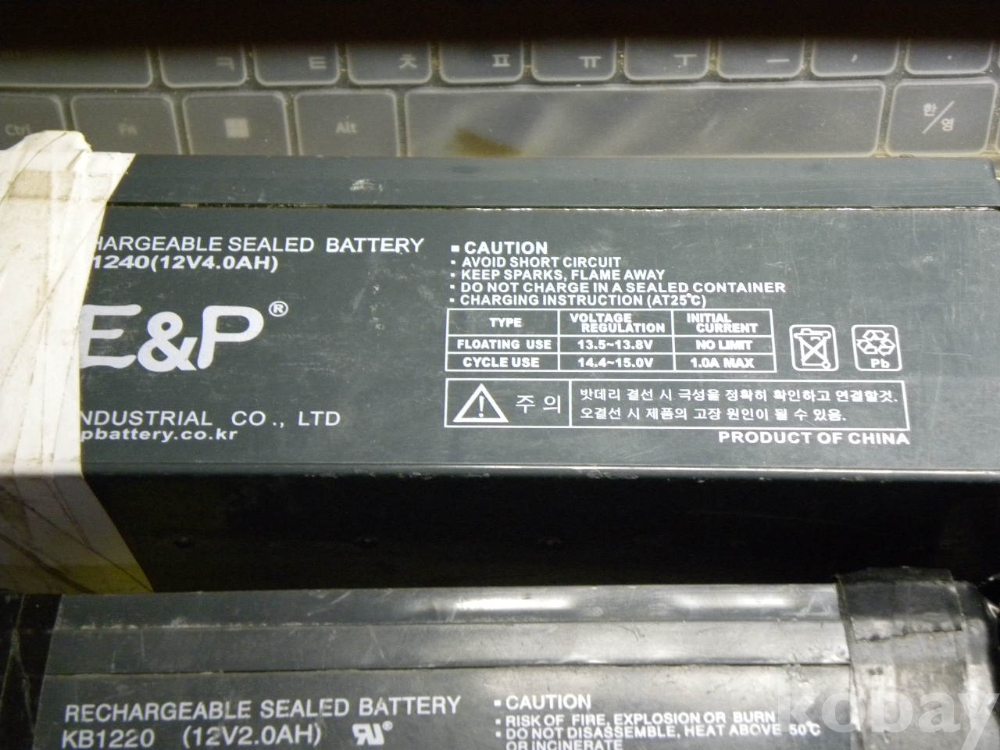 ㅋ
ㅌ
ㅊ
ㅍ
ㅠ
ㅜ
ㅡ
Ctrl
Fn
Alt
한/영
HARGEABLE SEALED BATTERY
1240(12V4.0AH)
E&P®
NDUSTRIAL CO., LTD
pbattery.co.kr
▪ CAUTION
• AVOID SHORT CIRCUIT
• KEEP SPARKS, FLAME AWAY
• DO NOT CHARGE IN A SEALED CONTAINER
• CHARGING INSTRUCTION (AT25℃)
TYPE VOLTAGE REGULATION INITIAL CURRENT
FLOATING USE 13.5~13.8V NO LIMIT
CYCLE USE 14.4~15.0V 1.0A MAX
Pb
주 의
밧데리 결선 시 극성을 정확히 확인하고 연결할것.
오결선 시 제품의 고장 원인이 될 수 있음.
PRODUCT OF CHINA
RECHARGEABLE SEALED BATTERY
KB1220 (12V2.0AH)
▪ CAUTION
• RISK OF FIRE, EXPLOSION OR BURN
• DO NOT DISASSEMBLE, HEAT ABOVE 50℃
OR INCINERATE
kobay